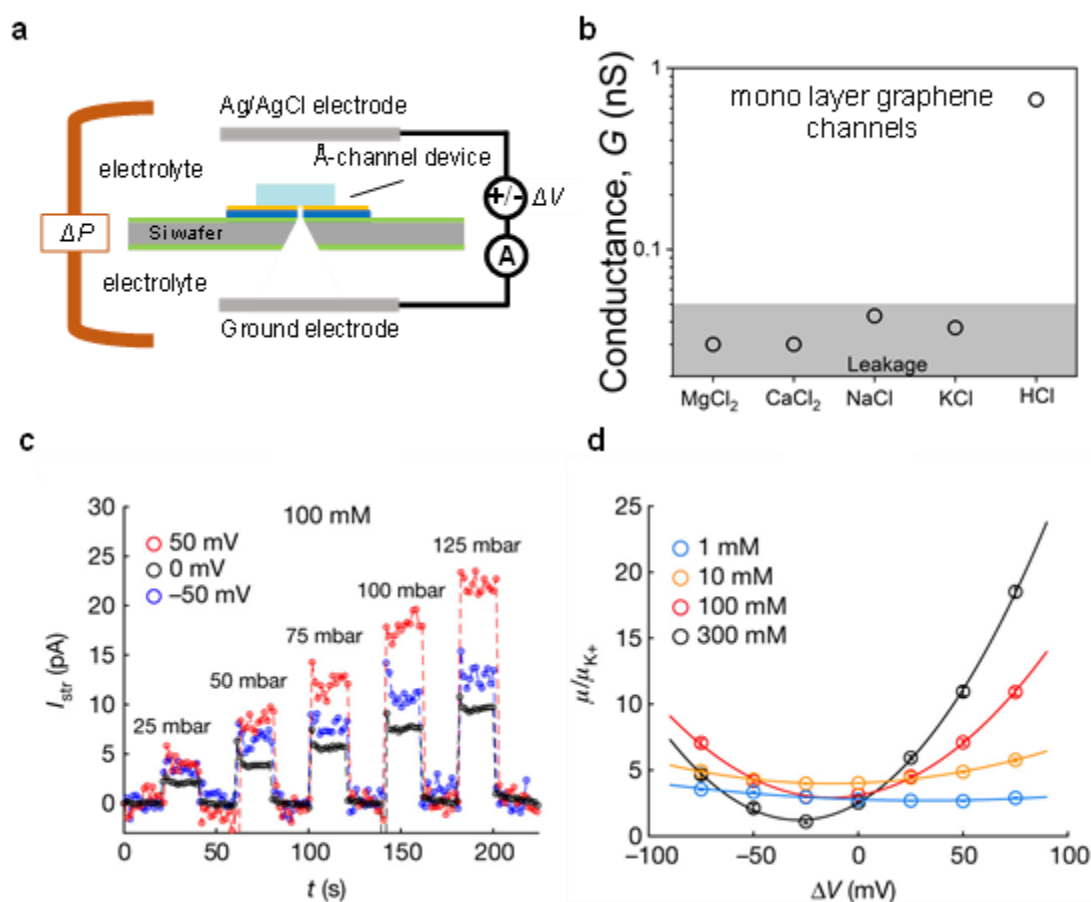 a
Ag/AgCl electrode
Å-channel device
electrolyte
+/-
ΔV
ΔP
Si wafer
A
electrolyte
Ground electrode
b
Conductance, G (nS)
1
0.1
mono layer graphene
channels
Leakage
MgCl₂
CaCl₂
NaCl
KCl
HCl
c
I_str (pA)
30
25
20
15
10
5
0
100 mM
50 mV
0 mV
–50 mV
25 mbar
50 mbar
75 mbar
100 mbar
125 mbar
0
50
100
150
200
t (s)
d
μ/μ_K+
25
20
15
10
5
0
1 mM
10 mM
100 mM
300 mM
−100
−50
0
50
100
ΔV (mV)